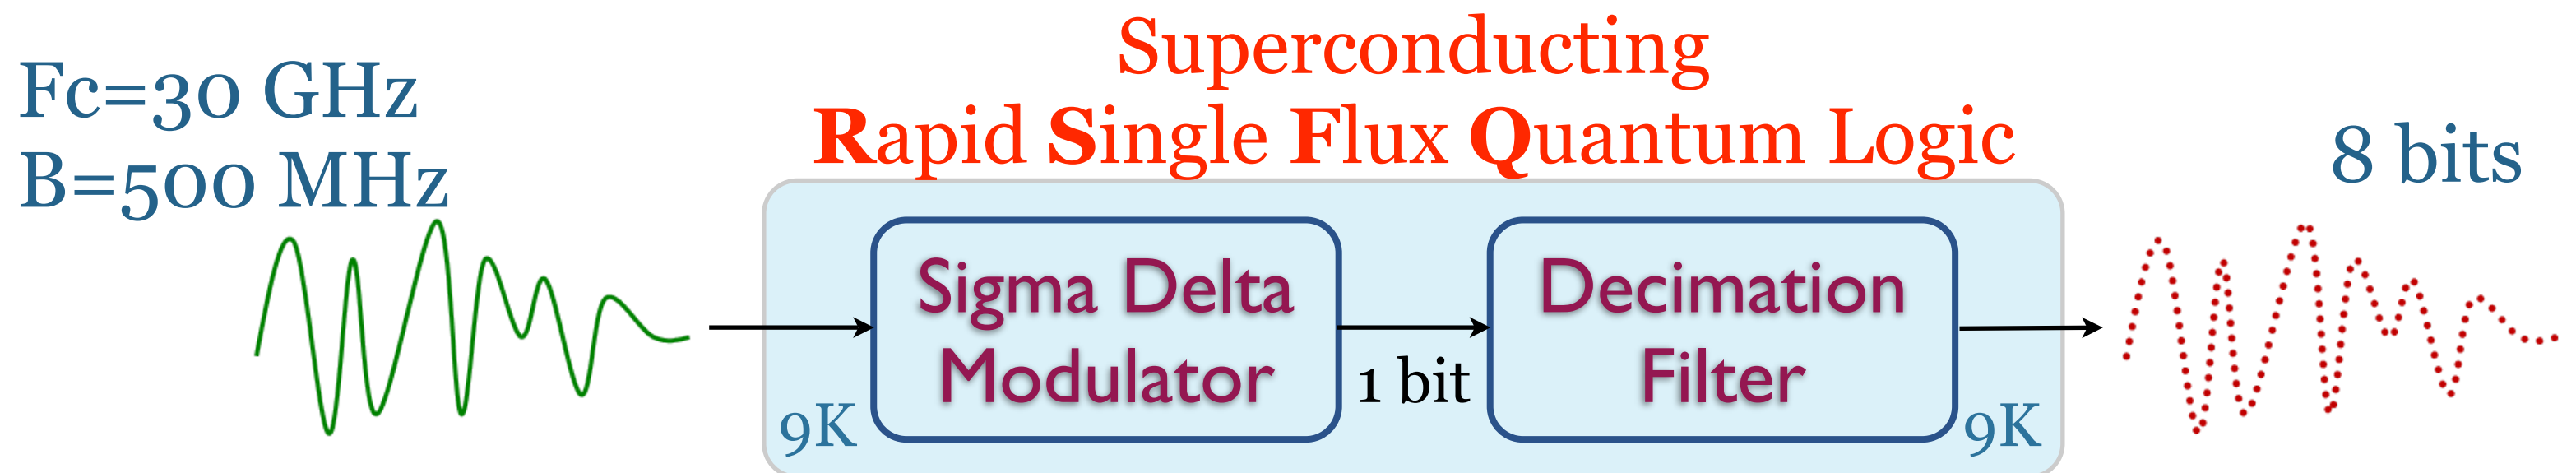 Fc=30 GHz
B=500 MHz
Superconducting
Rapid Single Flux Quantum Logic
8 bits
Sigma Delta
Modulator
1 bit
Decimation
Filter
9K
9K